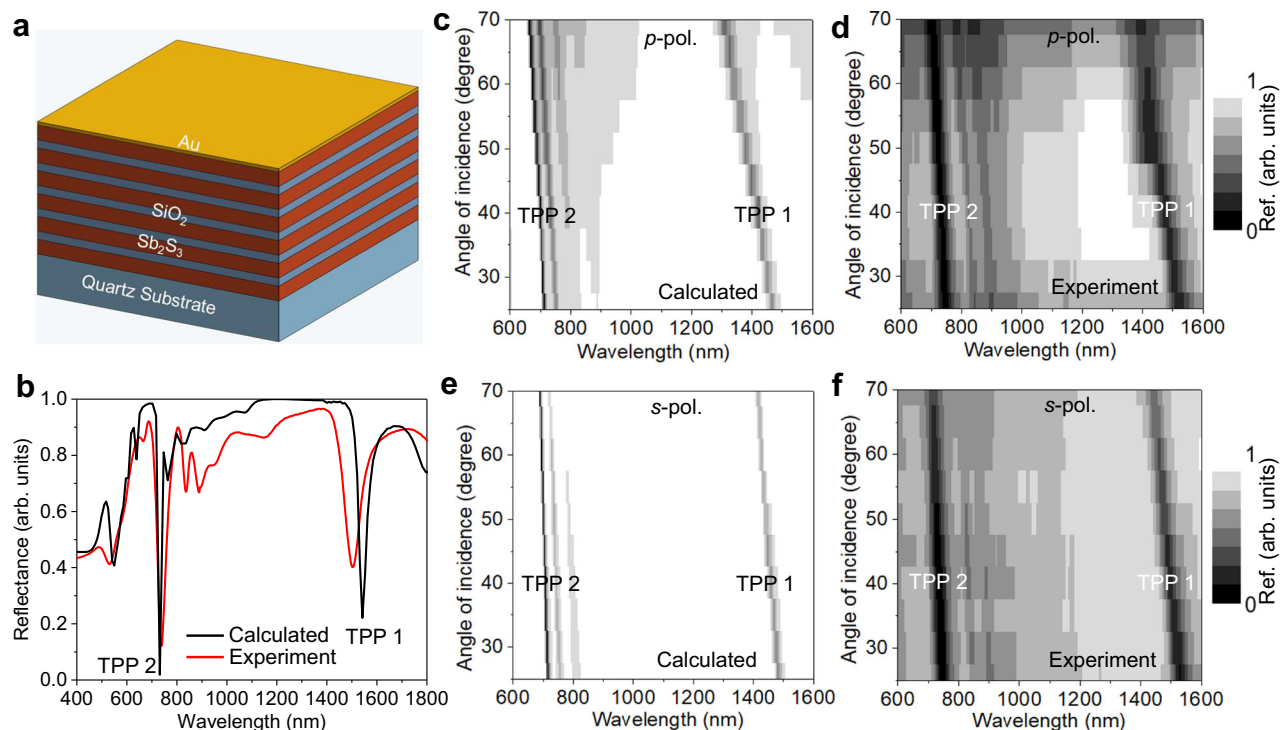 a
Au
SiO2
Sb2S3
Quartz Substrate
b
Reflectance (arb. units)
1.0
0.8
0.6
0.4
0.2
0.0
Calculated
Experiment
TPP 2
TPP 1
400 600 800 1000 1200 1400 1600 1800
Wavelength (nm)
c
Angle of incidence (degree)
70
60
50
40
30
p-pol.
TPP 2
TPP 1
Calculated
600 800 1000 1200 1400 1600
Wavelength (nm)
d
Angle of incidence (degree)
70
60
50
40
30
p-pol.
TPP 2
TPP 1
Experiment
600 800 1000 1200 1400 1600
Wavelength (nm)
1
0
Ref. (arb. units)
e
Angle of incidence (degree)
70
60
50
40
30
s-pol.
TPP 2
TPP 1
Calculated
600 800 1000 1200 1400 1600
Wavelength (nm)
f
Angle of incidence (degree)
70
60
50
40
30
s-pol.
TPP 2
TPP 1
Experiment
600 800 1000 1200 1400 1600
Wavelength (nm)
1
0
Ref. (arb. units)